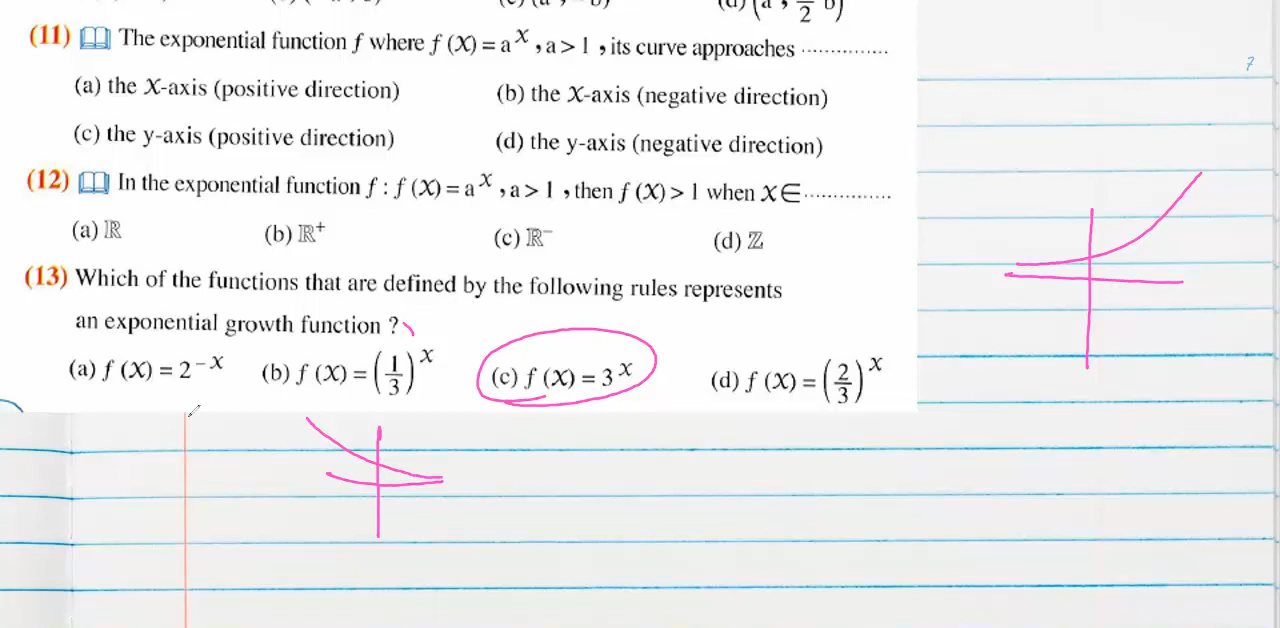 (d) (a, 1/2 b)
(11) The exponential function f where f (X) = a^X , a > 1 , its curve approaches ...............
(a) the X-axis (positive direction) (b) the X-axis (negative direction)
(c) the y-axis (positive direction) (d) the y-axis (negative direction)
(12) In the exponential function f : f (X) = a^X , a > 1 , then f (X) > 1 when X ∈ ...............
(a) ℝ (b) ℝ⁺ (c) ℝ⁻ (d) ℤ
(13) Which of the functions that are defined by the following rules represents
an exponential growth function ?
(a) f (X) = 2^−X (b) f (X) = (1/3)^X (c) f (X) = 3^X (d) f (X) = (2/3)^X
7